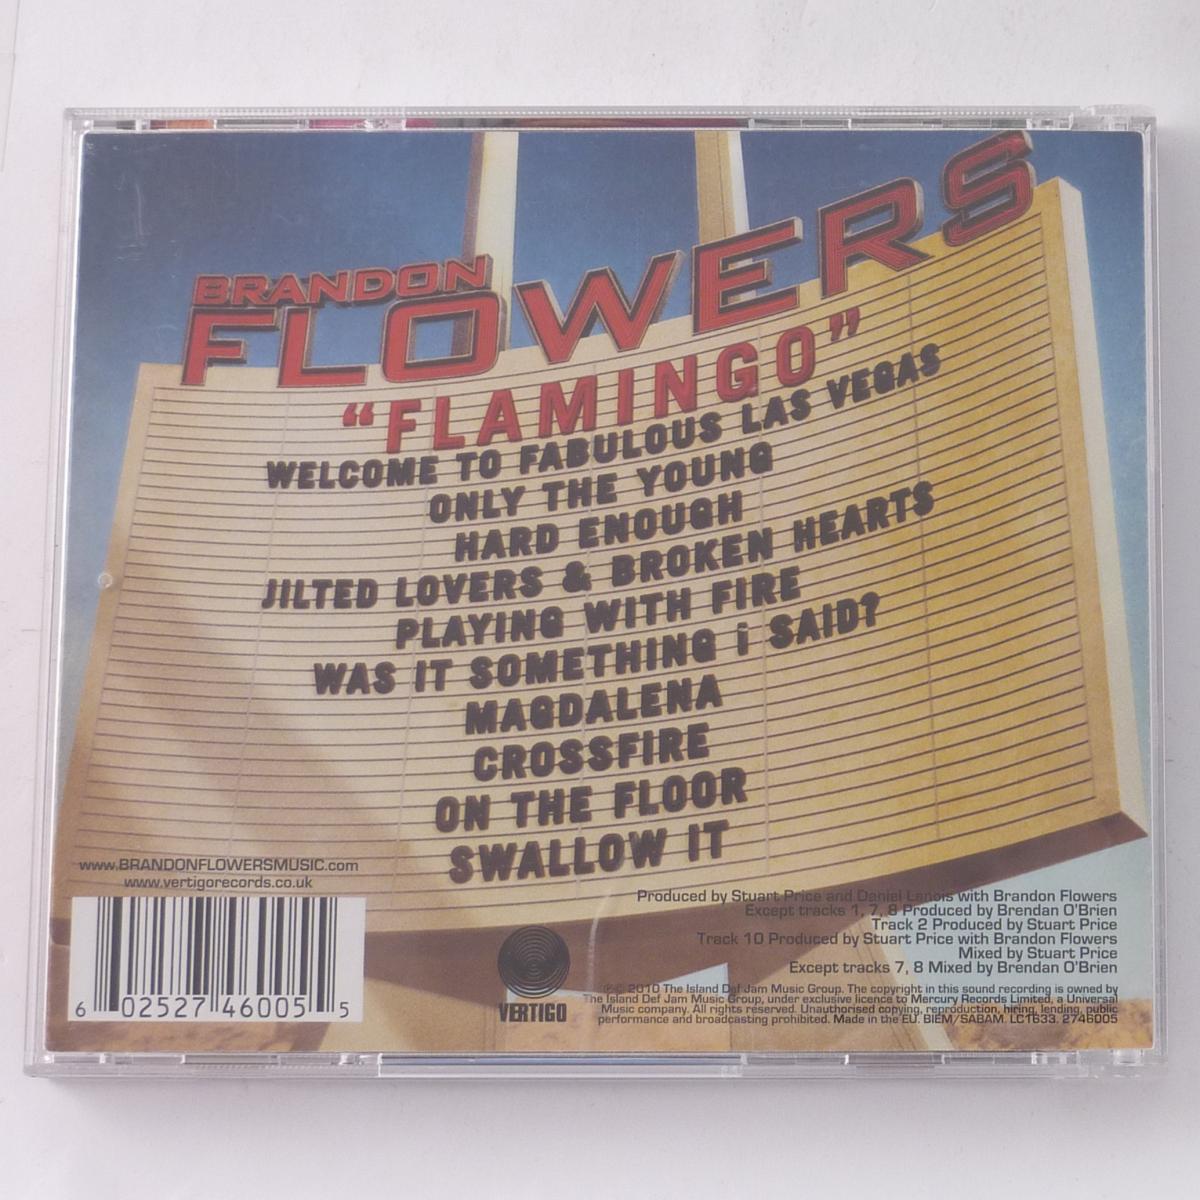 BRANDON
FLOWERS
"FLAMINGO"
WELCOME TO FABULOUS LAS VEGAS
ONLY THE YOUNG
HARD ENOUGH
JILTED LOVERS & BROKEN HEARTS
PLAYING WITH FIRE
WAS IT SOMETHING i SAID?
MAGDALENA
CROSSFIRE
ON THE FLOOR
SWALLOW IT
www.BRANDONFLOWERSMUSIC.com
www.vertigorecords.co.uk
6 02527 46005 5
VERTIGO
Produced by Stuart Price and Daniel Lanois with Brandon Flowers
Except tracks 1, 7, 8 Produced by Brendan O'Brien
Track 2 Produced by Stuart Price
Track 10 Produced by Stuart Price with Brandon Flowers
Mixed by Stuart Price
Except tracks 7, 8 Mixed by Brendan O'Brien
℗© 2010 The Island Def Jam Music Group. The copyright in this sound recording is owned by
The Island Def Jam Music Group, under exclusive licence to Mercury Records Limited, a Universal
Music company. All rights reserved. Unauthorised copying, reproduction, hiring, lending, public
performance and broadcasting prohibited. Made in the EU. BIEM/SABAM. LC1633. 2746005